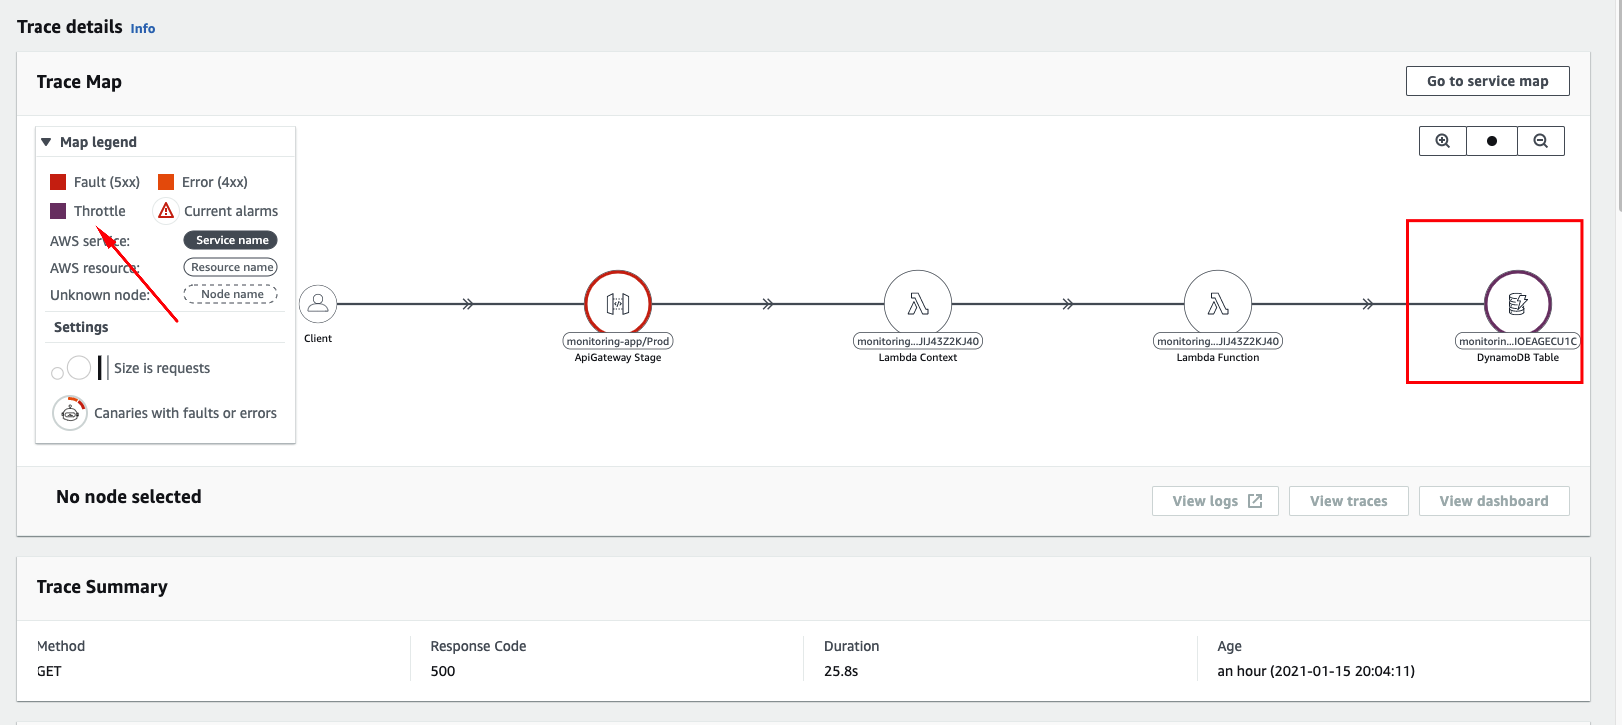 Trace details Info
Trace Map
Go to service map
Map legend
Fault (5xx) Error (4xx)
Throttle Current alarms
AWS service: Service name
AWS resource: Resource name
Unknown node: Node name
Settings
Size is requests
Canaries with faults or errors
Client
monitoring-app/Prod
ApiGateway Stage
monitoring...JIJ43Z2KJ40
Lambda Context
monitoring...JIJ43Z2KJ40
Lambda Function
monitorin...IOEAGECU1C
DynamoDB Table
No node selected
View logs View traces View dashboard
Trace Summary
Method Response Code Duration Age
GET 500 25.8s an hour (2021-01-15 20:04:11)